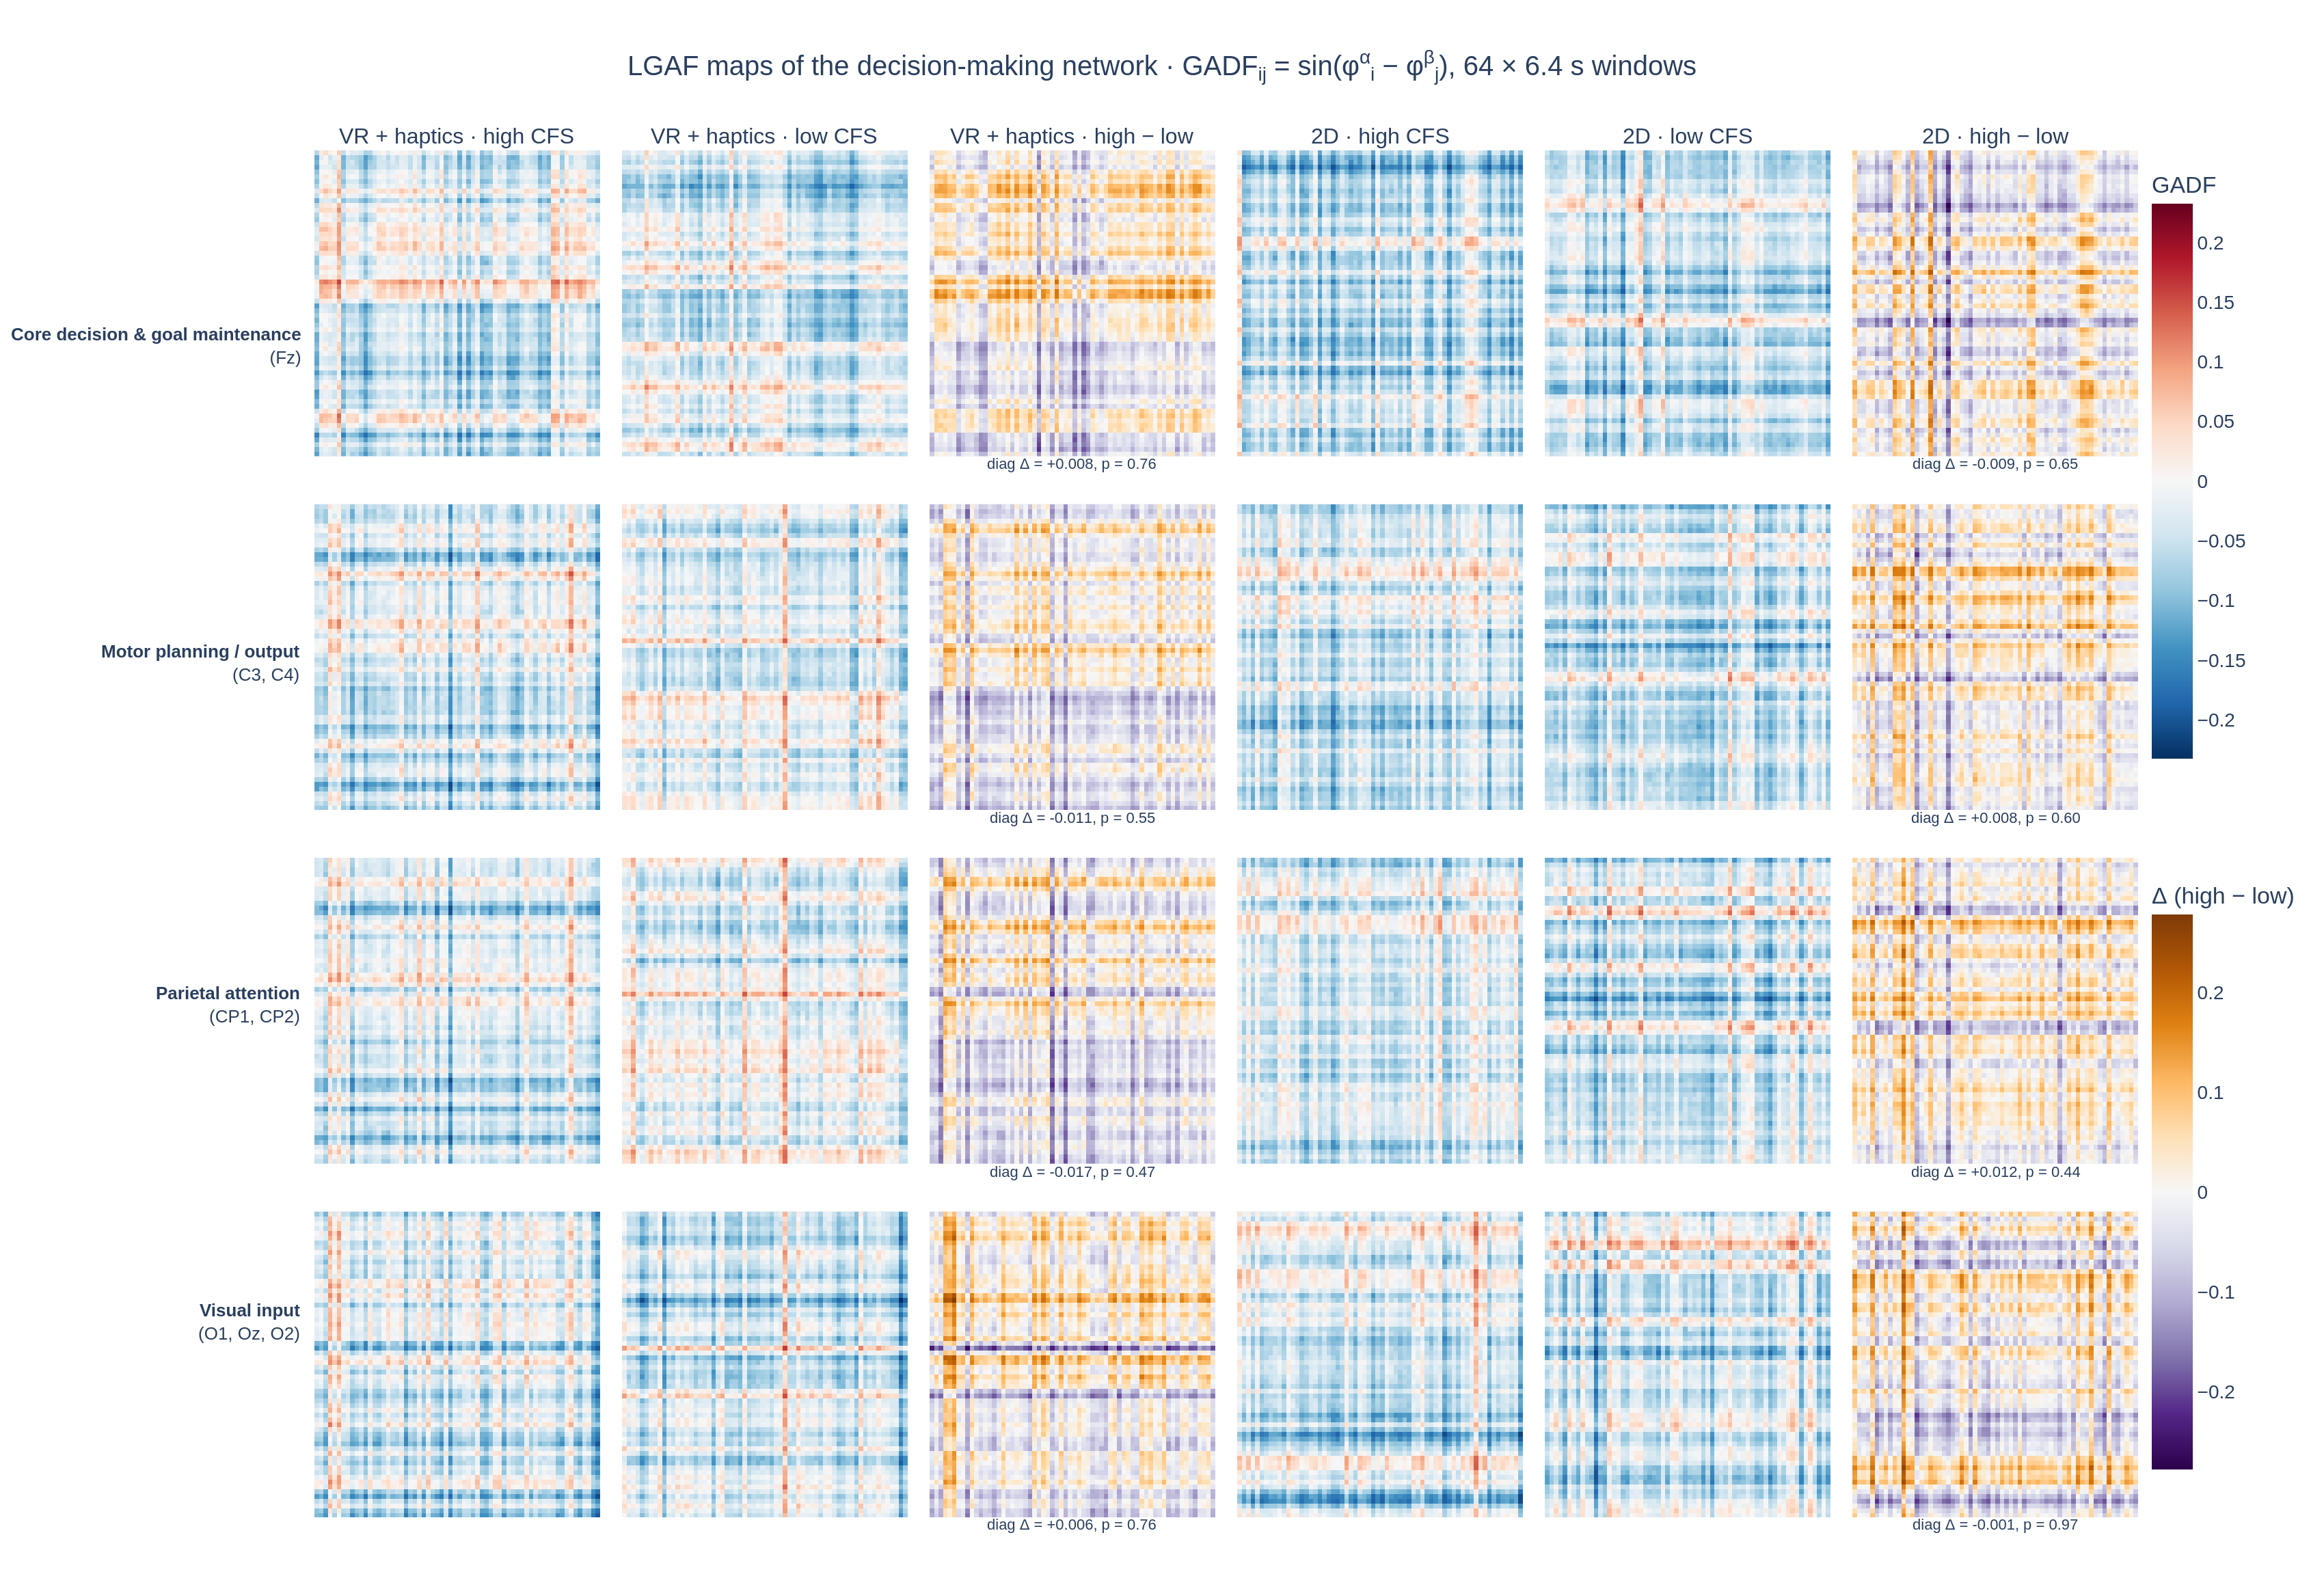 LGAF maps of the decision-making network · GADFij = sin(φαi − φβj), 64 × 6.4 s windows
VR + haptics · high CFS
VR + haptics · low CFS
VR + haptics · high − low
2D · high CFS
2D · low CFS
2D · high − low
Core decision & goal maintenance
(Fz)
diag Δ = +0.008, p = 0.76
diag Δ = -0.009, p = 0.65
Motor planning / output
(C3, C4)
diag Δ = -0.011, p = 0.55
diag Δ = +0.008, p = 0.60
Parietal attention
(CP1, CP2)
diag Δ = -0.017, p = 0.47
diag Δ = +0.012, p = 0.44
Visual input
(O1, Oz, O2)
diag Δ = +0.006, p = 0.76
diag Δ = -0.001, p = 0.97
GADF
0.2
0.15
0.1
0.05
0
−0.05
−0.1
−0.15
−0.2
Δ (high − low)
0.2
0.1
0
−0.1
−0.2